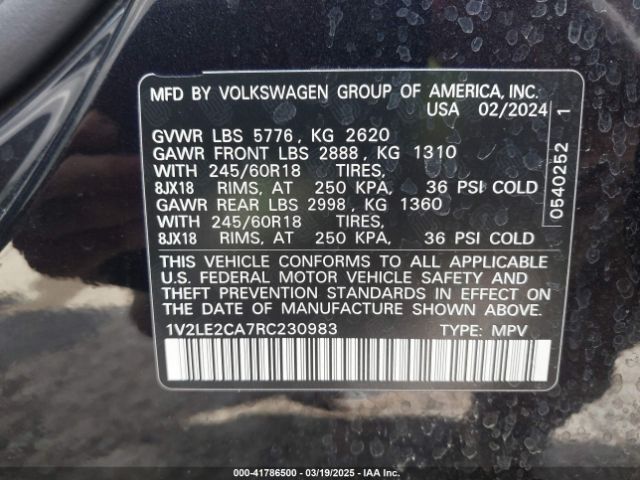 MFD BY VOLKSWAGEN GROUP OF AMERICA, INC.
USA 02/2024
GVWR LBS 5776, KG 2620
GAWR FRONT LBS 2888, KG 1310
WITH 245/60R18 TIRES,
8JX18 RIMS, AT 250 KPA, 36 PSI COLD
GAWR REAR LBS 2998, KG 1360
WITH 245/60R18 TIRES,
8JX18 RIMS, AT 250 KPA, 36 PSI COLD
THIS VEHICLE CONFORMS TO ALL APPLICABLE
U.S. FEDERAL MOTOR VEHICLE SAFETY AND
THEFT PREVENTION STANDARDS IN EFFECT ON
THE DATE OF MANUFACTURE SHOWN ABOVE.
1V2LE2CA7RC230983 TYPE: MPV
0540252 1
000-41786500 - 03/19/2025 - IAA Inc.